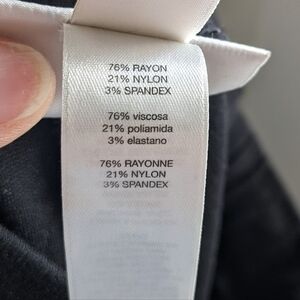 76% RAYON
21% NYLON
3% SPANDEX
76% viscosa
21% poliamida
3% elastano
76% RAYONNE
21% NYLON
3% SPANDEX